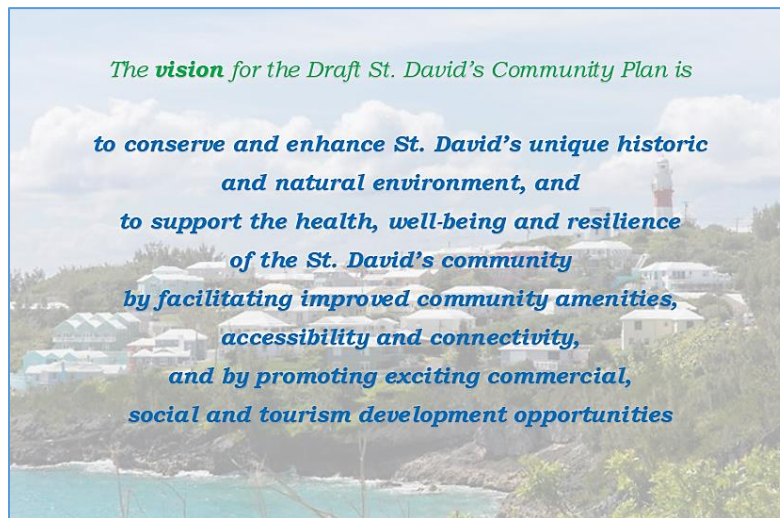 The vision for the Draft St. David's Community Plan is
to conserve and enhance St. David's unique historic
and natural environment, and
to support the health, well-being and resilience
of the St. David's community
by facilitating improved community amenities,
accessibility and connectivity,
and by promoting exciting commercial,
social and tourism development opportunities